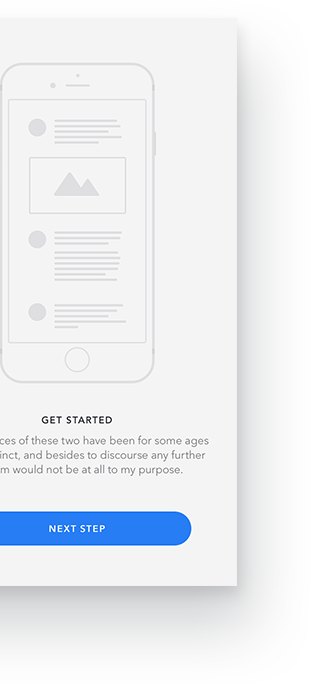 GET STARTED
ces of these two have been for some ages
inct, and besides to discourse any further
m would not be at all to my purpose.
NEXT STEP